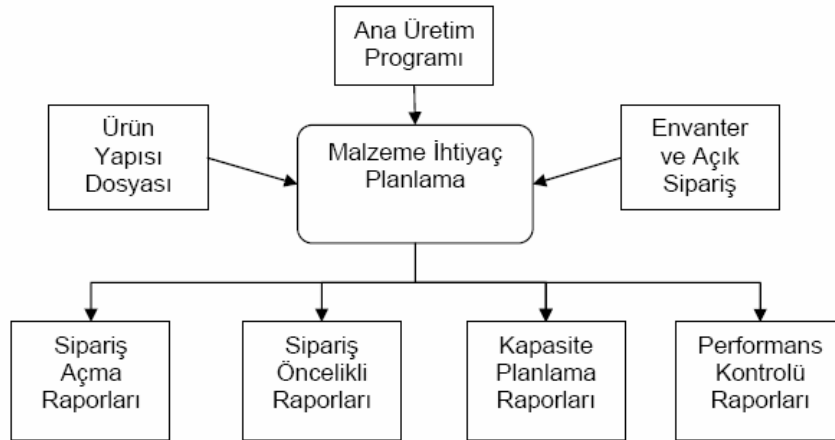 Ana Üretim
Programı
Ürün
Yapısı
Dosyası
Malzeme İhtiyaç
Planlama
Envanter
ve Açık
Sipariş
Sipariş
Açma
Raporları
Sipariş
Öncelikli
Raporları
Kapasite
Planlama
Raporları
Performans
Kontrolü
Raporları